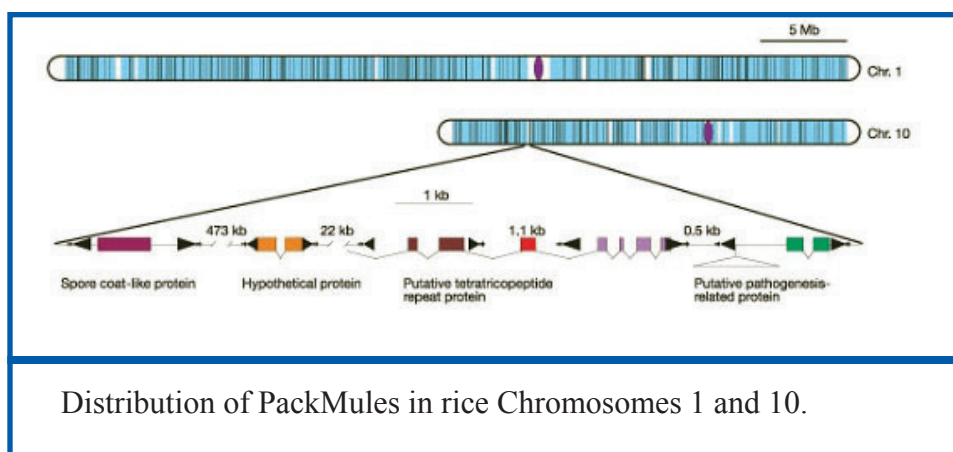 5 Mb
Chr. 1
Chr. 10
1 kb
473 kb
22 kb
1.1 kb
0.5 kb
Spore coat-like protein
Hypothetical protein
Putative tetratricopeptide
repeat protein
Putative pathogenesis-
related protein
Distribution of PackMules in rice Chromosomes 1 and 10.